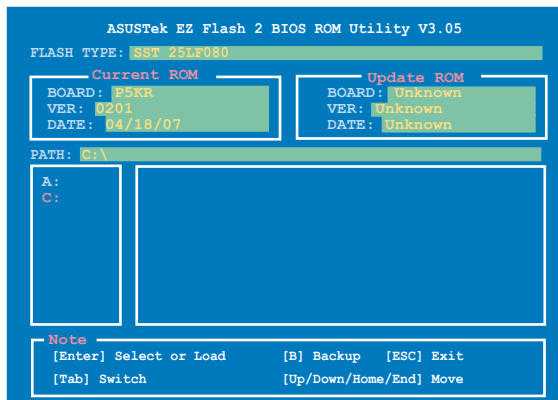 ASUSTek EZ Flash 2 BIOS ROM Utility V3.05
FLASH TYPE: SST 25LF080
Current ROM
BOARD: P5KR
VER: 0201
DATE: 04/18/07
Update ROM
BOARD: Unknown
VER: Unknown
DATE: Unknown
PATH: C:\
A:
C:
Note
[Enter] Select or Load [B] Backup [ESC] Exit
[Tab] Switch [Up/Down/Home/End] Move